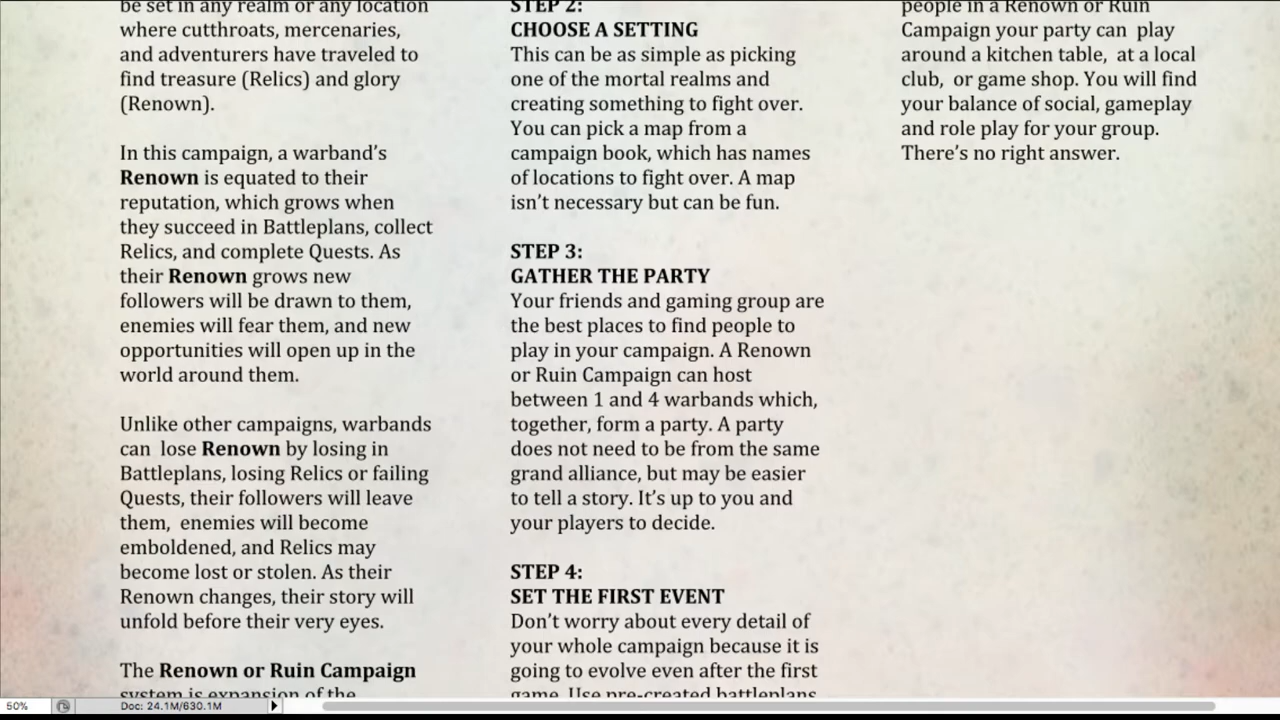 be set in any realm or any location
where cutthroats, mercenaries,
and adventurers have traveled to
find treasure (Relics) and glory
(Renown).
In this campaign, a warband’s
Renown is equated to their
reputation, which grows when
they succeed in Battleplans, collect
Relics, and complete Quests. As
their Renown grows new
followers will be drawn to them,
enemies will fear them, and new
opportunities will open up in the
world around them.
Unlike other campaigns, warbands
can  lose Renown by losing in
Battleplans, losing Relics or failing
Quests, their followers will leave
them,  enemies will become
emboldened, and Relics may
become lost or stolen. As their
Renown changes, their story will
unfold before their very eyes.
The Renown or Ruin Campaign
system is expansion of the
STEP 2:
CHOOSE A SETTING
This can be as simple as picking
one of the mortal realms and
creating something to fight over.
You can pick a map from a
campaign book, which has names
of locations to fight over. A map
isn’t necessary but can be fun.
STEP 3:
GATHER THE PARTY
Your friends and gaming group are
the best places to find people to
play in your campaign. A Renown
or Ruin Campaign can host
between 1 and 4 warbands which,
together, form a party. A party
does not need to be from the same
grand alliance, but may be easier
to tell a story. It’s up to you and
your players to decide.
STEP 4:
SET THE FIRST EVENT
Don’t worry about every detail of
your whole campaign because it is
going to evolve even after the first
game. Use pre-created battleplans
people in a Renown or Ruin
Campaign your party can  play
around a kitchen table,  at a local
club,  or game shop. You will find
your balance of social, gameplay
and role play for your group.
There’s no right answer.
50%
Doc: 24.1M/630.1M